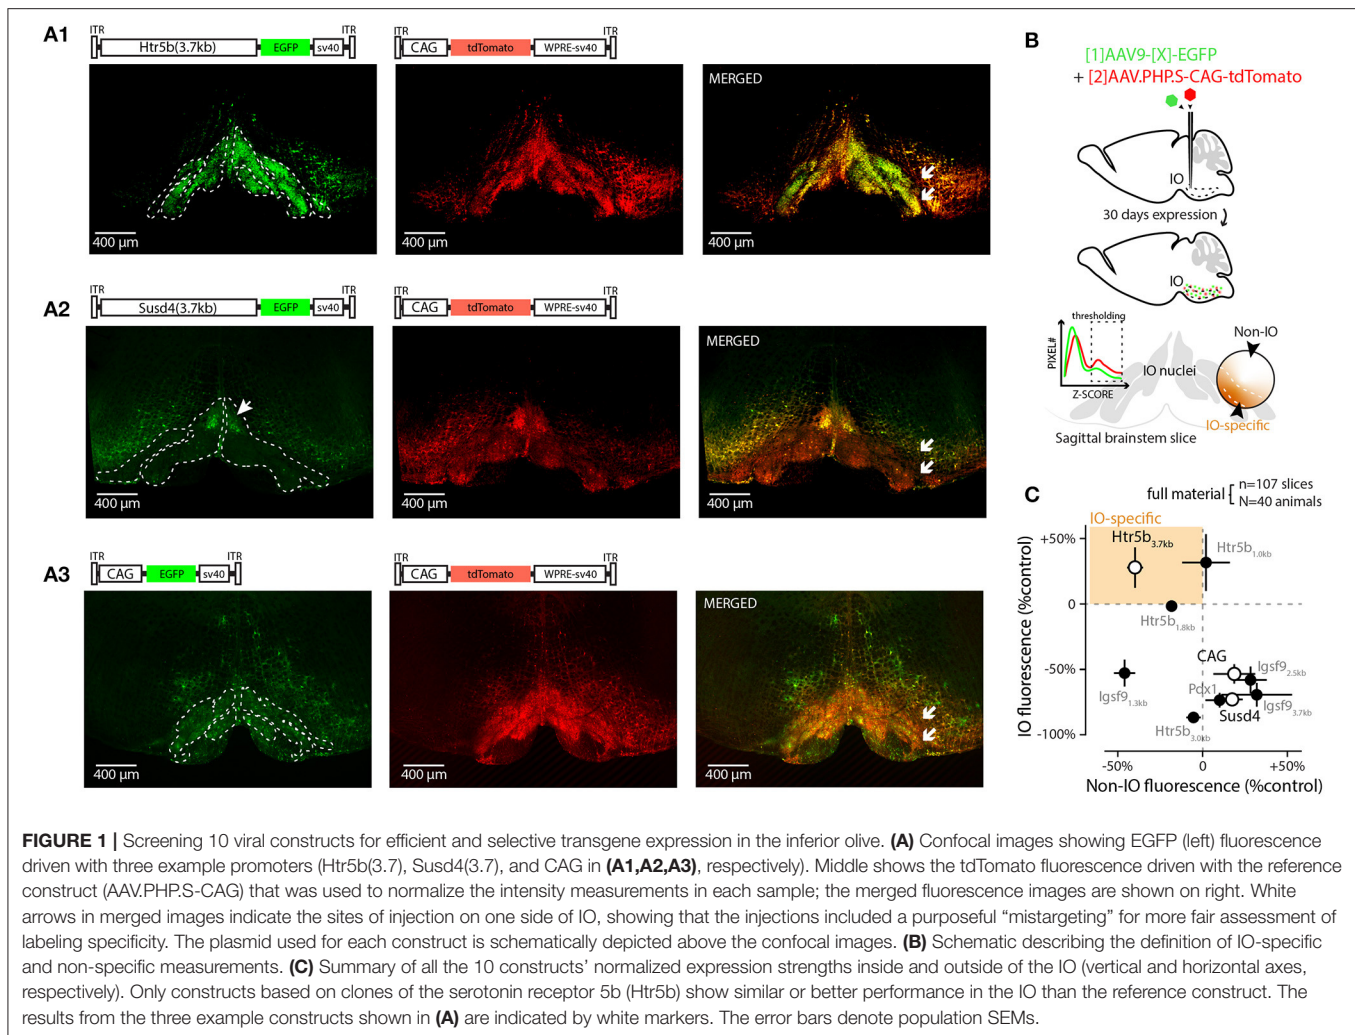 A1
ITR
ITR
Htr5b(3.7kb)
EGFP
sv40
ITR
ITR
CAG
tdTomato
WPRE-sv40
400 µm
400 µm
MERGED
400 µm
A2
ITR
ITR
Susd4(3.7kb)
EGFP
sv40
ITR
ITR
CAG
tdTomato
WPRE-sv40
400 µm
400 µm
MERGED
400 µm
A3
ITR
ITR
CAG
EGFP
sv40
ITR
ITR
CAG
tdTomato
WPRE-sv40
400 µm
400 µm
MERGED
400 µm
B
[1]AAV9-[X]-EGFP
+ [2]AAV.PHP.S-CAG-tdTomato
IO
30 days expression
IO
thresholding
PIXEL#
Z-SCORE
IO nuclei
Non-IO
IO-specific
Sagittal brainstem slice
C
full material
n=107 slices
N=40 animals
IO-specific
IO fluorescence (%control)
+50%
0
-50%
-100%
Htr5b3.7kb
Htr5b1.0kb
Htr5b1.8kb
CAG
Igsf92.5kb
Igsf91.3kb
Pdx1
Igsf93.7kb
Susd4
Htr5b3.0kb
-50%
0
+50%
Non-IO fluorescence (%control)
FIGURE 1 | Screening 10 viral constructs for efficient and selective transgene expression in the inferior olive. (A) Confocal images showing EGFP (left) fluorescence
driven with three example promoters (Htr5b(3.7), Susd4(3.7), and CAG in (A1,A2,A3), respectively). Middle shows the tdTomato fluorescence driven with the reference
construct (AAV.PHP.S-CAG) that was used to normalize the intensity measurements in each sample; the merged fluorescence images are shown on right. White
arrows in merged images indicate the sites of injection on one side of IO, showing that the injections included a purposeful “mistargeting” for more fair assessment of
labeling specificity. The plasmid used for each construct is schematically depicted above the confocal images. (B) Schematic describing the definition of IO-specific
and non-specific measurements. (C) Summary of all the 10 constructs’ normalized expression strengths inside and outside of the IO (vertical and horizontal axes,
respectively). Only constructs based on clones of the serotonin receptor 5b (Htr5b) show similar or better performance in the IO than the reference construct. The
results from the three example constructs shown in (A) are indicated by white markers. The error bars denote population SEMs.